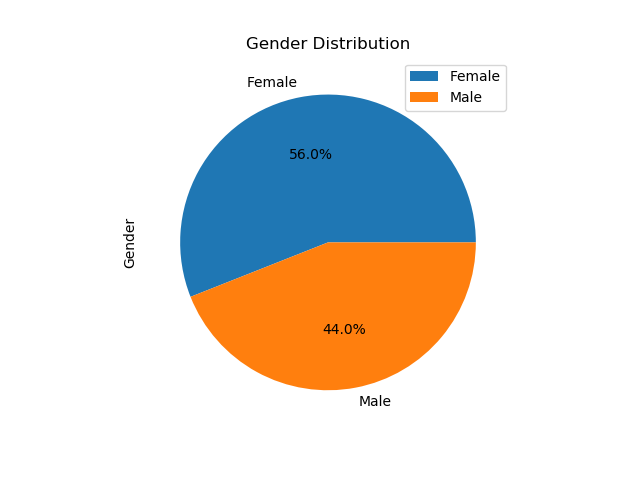 Gender Distribution
Female
Male
Female
56.0%
Gender
44.0%
Male